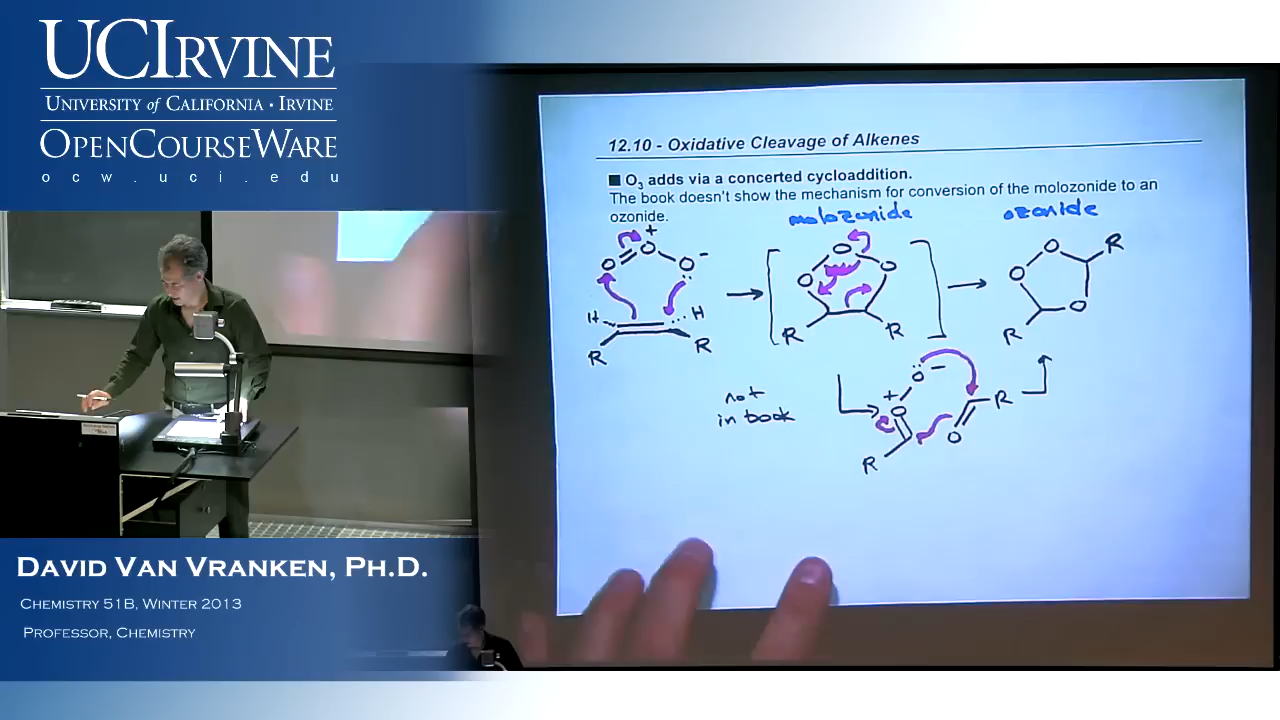 UCIRVINE
UNIVERSITY of CALIFORNIA • IRVINE
OPENCOURSEWARE
ocw.uci.edu
12.10 - Oxidative Cleavage of Alkenes
■ O3 adds via a concerted cycloaddition.
The book doesn't show the mechanism for conversion of the molozonide to an
ozonide.
molozonide
ozonide
O + O O -
H H
R R
O O O
R R
O O R
R O
not
in book
O -
+ O
R O
R
DAVID VAN VRANKEN, PH.D.
CHEMISTRY 51B, WINTER 2013
PROFESSOR, CHEMISTRY